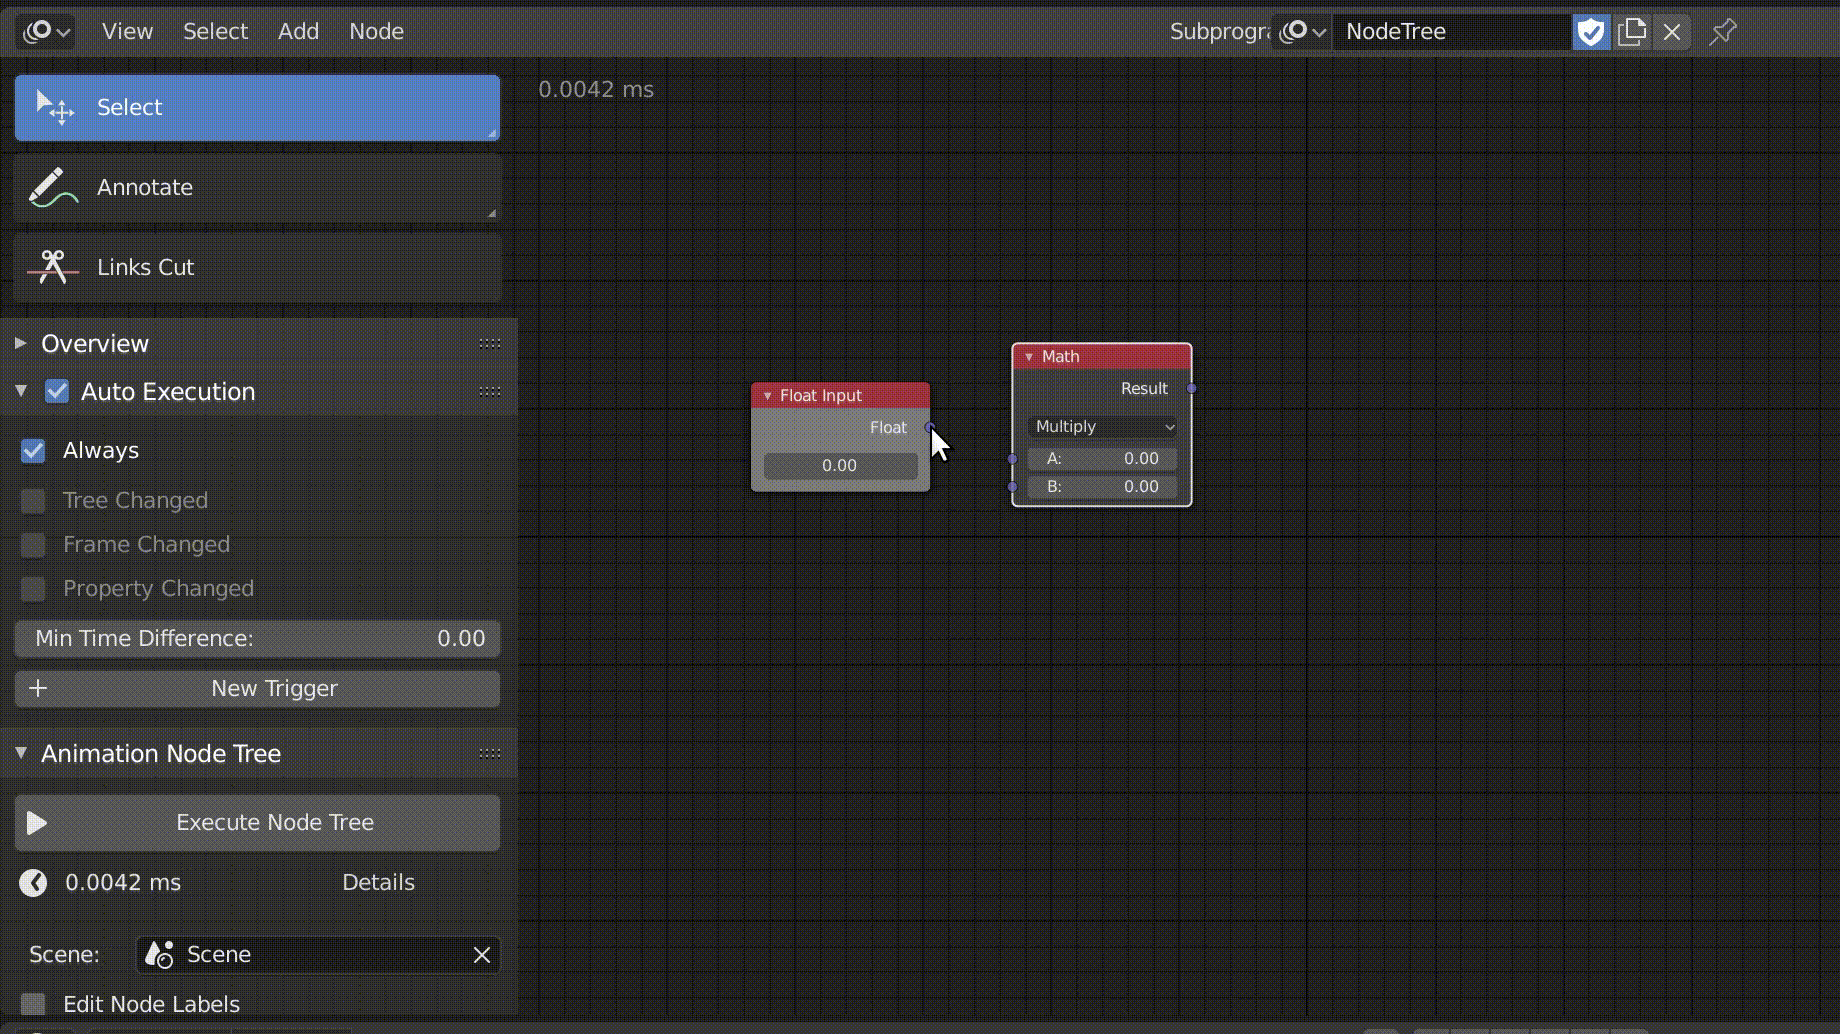 View Select Add Node Subprogra NodeTree
Select
0.0042 ms
Annotate
Links Cut
Overview
Auto Execution
Always
Tree Changed
Frame Changed
Property Changed
Min Time Difference: 0.00
New Trigger
Animation Node Tree
Execute Node Tree
0.0042 ms Details
Scene: Scene
Edit Node Labels
Float Input
Float
0.00
Math
Result
Multiply
A: 0.00
B: 0.00